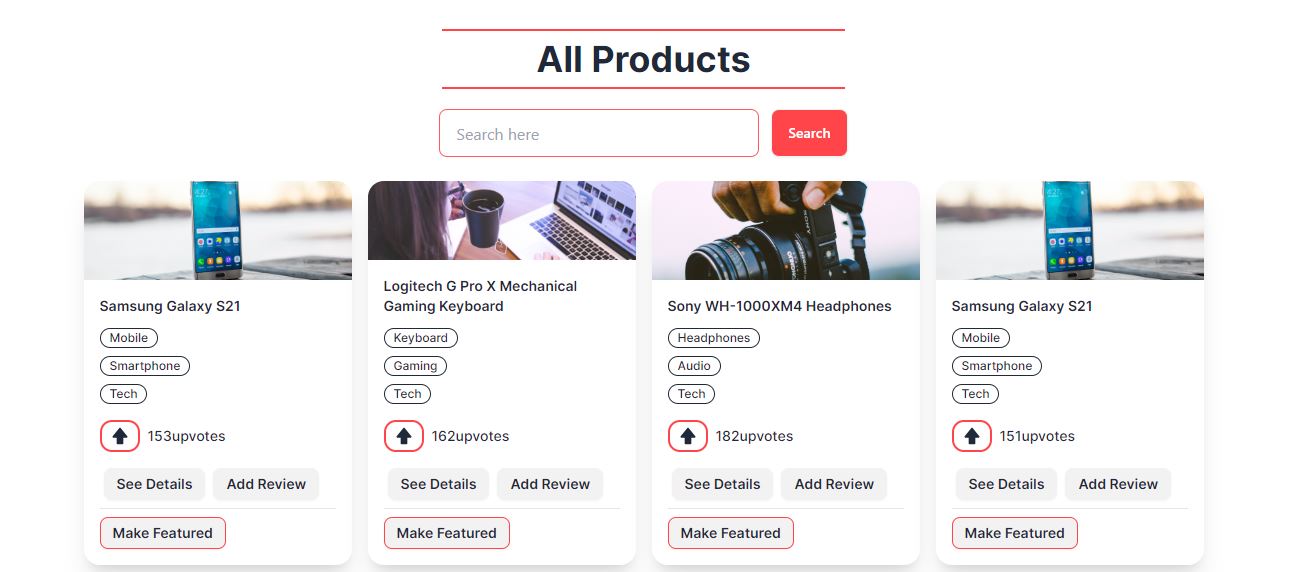 All Products
Search here
Search
Samsung Galaxy S21
Mobile
Smartphone
Tech
153upvotes
See Details
Add Review
Make Featured
Logitech G Pro X Mechanical
Gaming Keyboard
Keyboard
Gaming
Tech
162upvotes
See Details
Add Review
Make Featured
SONY
Sony WH-1000XM4 Headphones
Headphones
Audio
Tech
182upvotes
See Details
Add Review
Make Featured
Samsung Galaxy S21
Mobile
Smartphone
Tech
151upvotes
See Details
Add Review
Make Featured